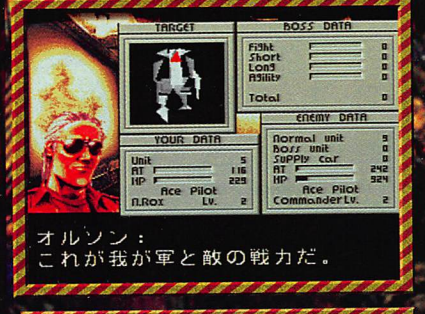 TARGET
BOSS DATA
Fight 0
Short 0
Long 0
Agility 0
Total 0
YOUR DATA
Unit 5
AT 116
HP 229
Ace Pilot
N.Rox Lv. 2
ENEMY DATA
Normal unit 9
Boss unit 0
Supply car 0
AT 242
HP 924
Ace Pilot
Commander Lv. 2
オルソン：
これが我が軍と敵の戦力だ。